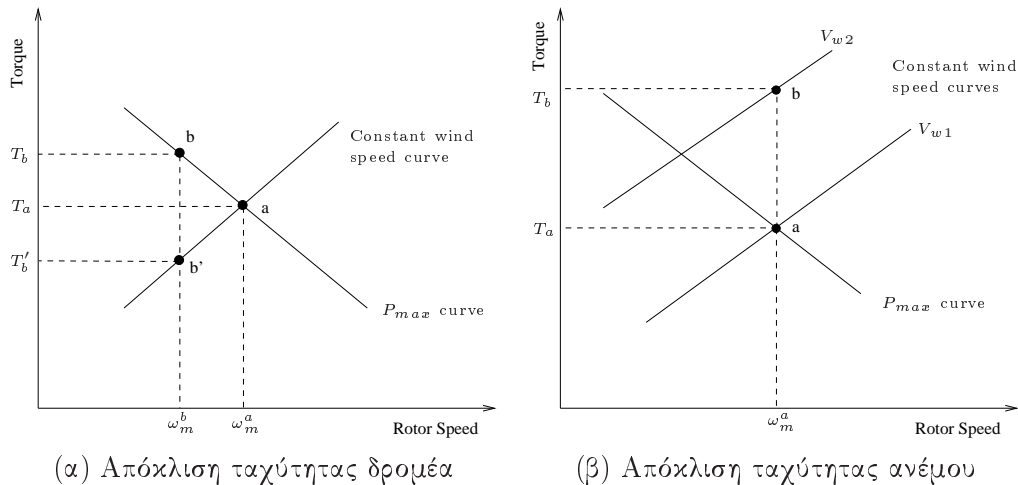 Torque
b
Constant wind
speed curve
T_b
T_a
a
T_b'
b'
P_max curve
ω_m^b
ω_m^a
Rotor Speed
(α) Απόκλιση ταχύτητας δρομέα
Torque
V_w2
Constant wind
speed curves
T_b
b
V_w1
T_a
a
P_max curve
ω_m^a
Rotor Speed
(β) Απόκλιση ταχύτητας ανέμου